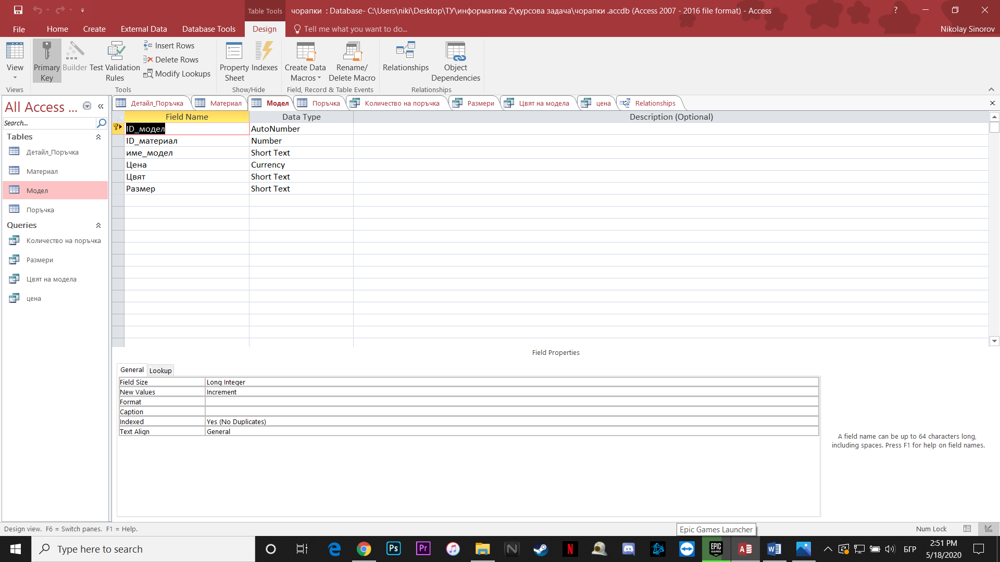 Table Tools
чорапки : Database- C:\Users\niki\Desktop\ТУ\информатика 2\курсова задача\чорапки .accdb (Access 2007 - 2016 file format) - Access
?
File
Home
Create
External Data
Database Tools
Design
Tell me what you want to do...
Nikolay Sinorov
View
Primary Key
Builder
Test Validation Rules
Insert Rows
Delete Rows
Modify Lookups
Property Sheet
Indexes
Create Data Macros
Rename/ Delete Macro
Relationships
Object Dependencies
Views
Tools
Show/Hide
Field, Record & Table Events
Relationships
All Access ...
Search...
Tables
Детайл_Поръчка
Материал
Модел
Поръчка
Queries
Количество на поръчка
Размери
Цвят на модела
цена
Детайл_Поръчка
Материал
Модел
Поръчка
Количество на поръчка
Размери
Цвят на модела
цена
Relationships
Field Name Data Type Description (Optional)
ID_модел AutoNumber
ID_материал Number
име_модел Short Text
Цена Currency
Цвят Short Text
Размер Short Text
Field Properties
General Lookup
Field Size Long Integer
New Values Increment
Format
Caption
Indexed Yes (No Duplicates)
Text Align General
A field name can be up to 64 characters long,
including spaces. Press F1 for help on field names.
Design view. F6 = Switch panes. F1 = Help.
Epic Games Launcher
Num Lock
Type here to search
Ps
Pr
N
N
EPIC
GAMES
A
W
БГР
2:51 PM
5/18/2020